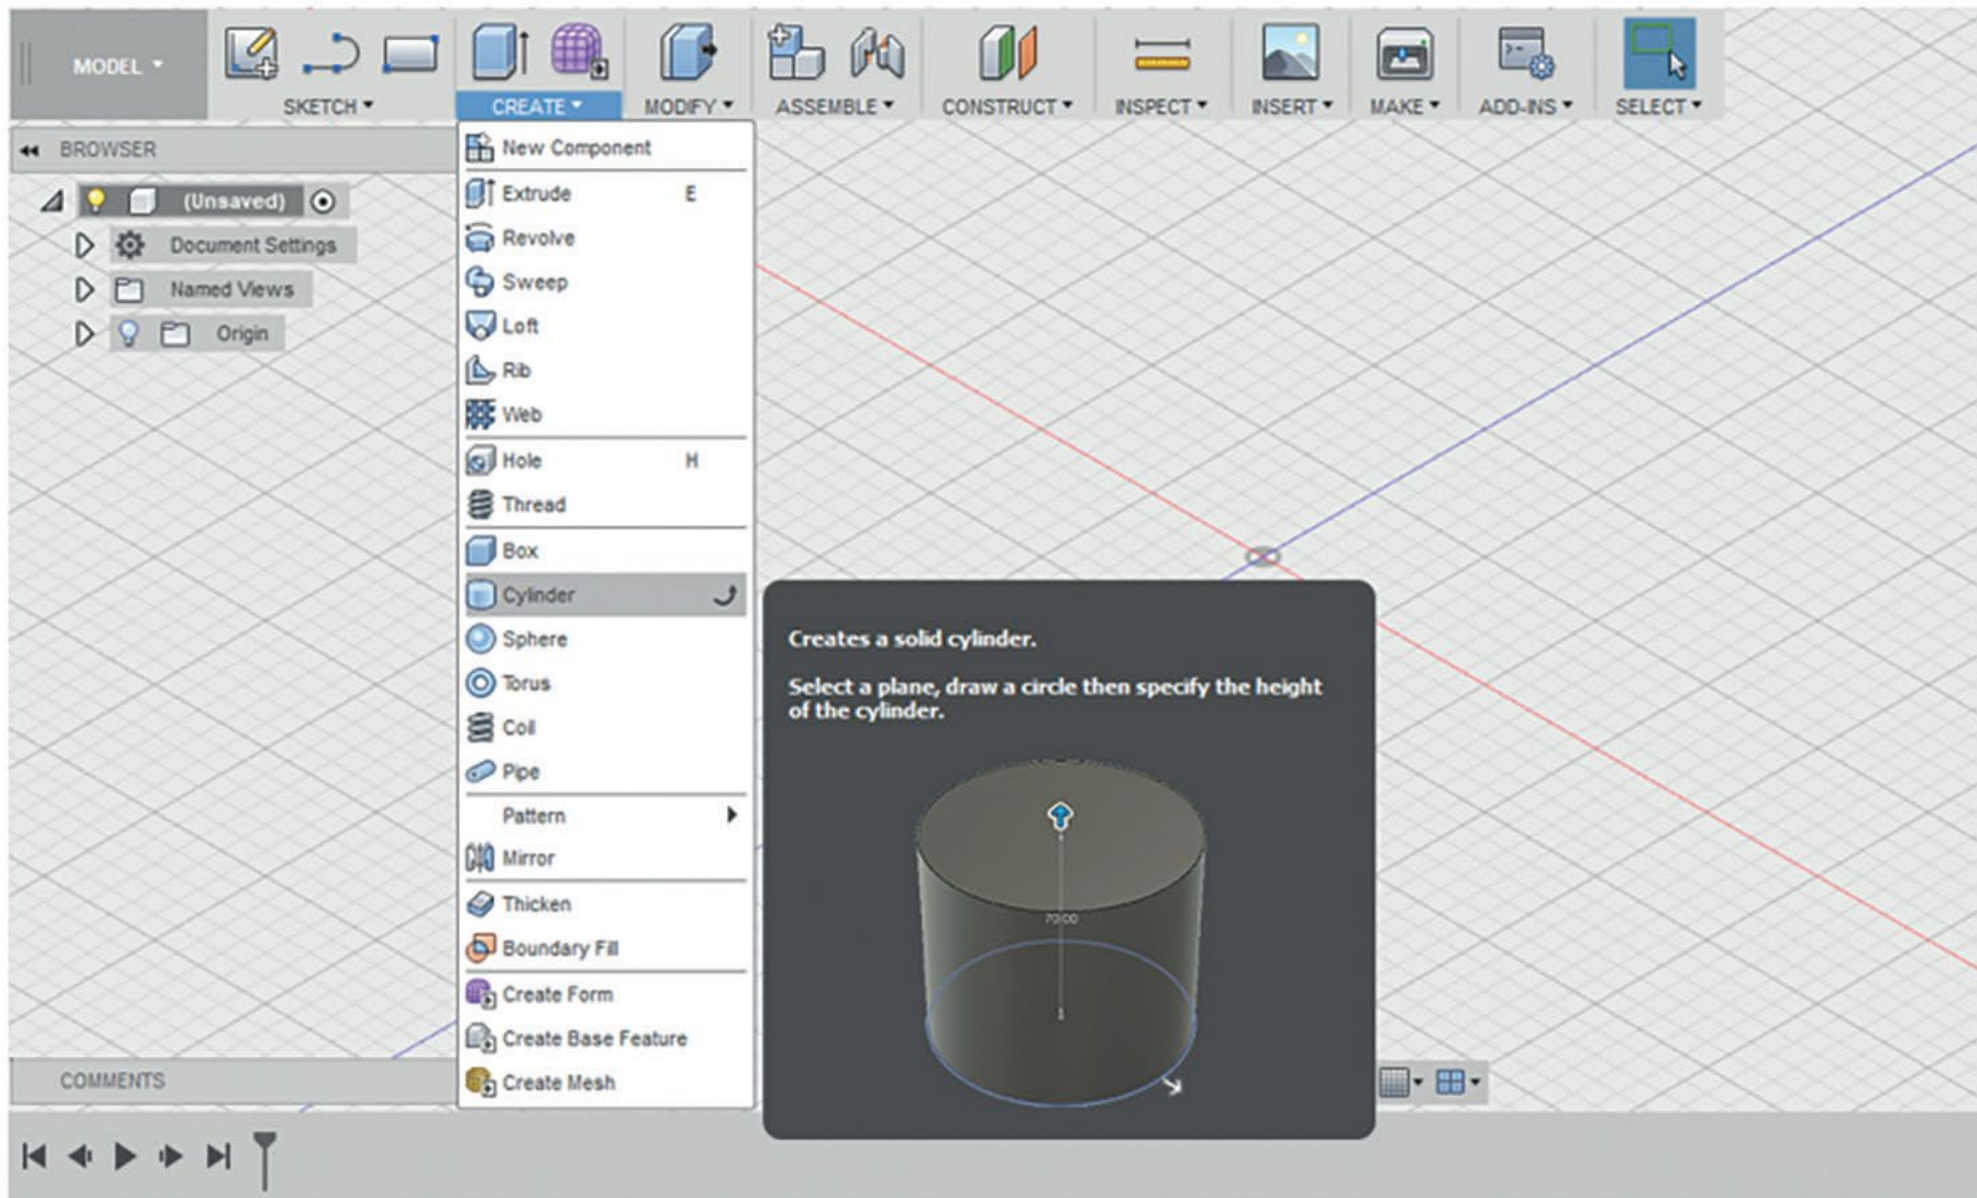 MODEL
SKETCH
CREATE
MODIFY
ASSEMBLE
CONSTRUCT
INSPECT
INSERT
MAKE
ADD-INS
SELECT
BROWSER
(Unsaved)
Document Settings
Named Views
Origin
New Component
Extrude E
Revolve
Sweep
Loft
Rib
Web
Hole H
Thread
Box
Cylinder
Sphere
Torus
Coil
Pipe
Pattern
Mirror
Thicken
Boundary Fill
Create Form
Create Base Feature
Create Mesh
Creates a solid cylinder.
Select a plane, draw a circle then specify the height
of the cylinder.
70.00
COMMENTS